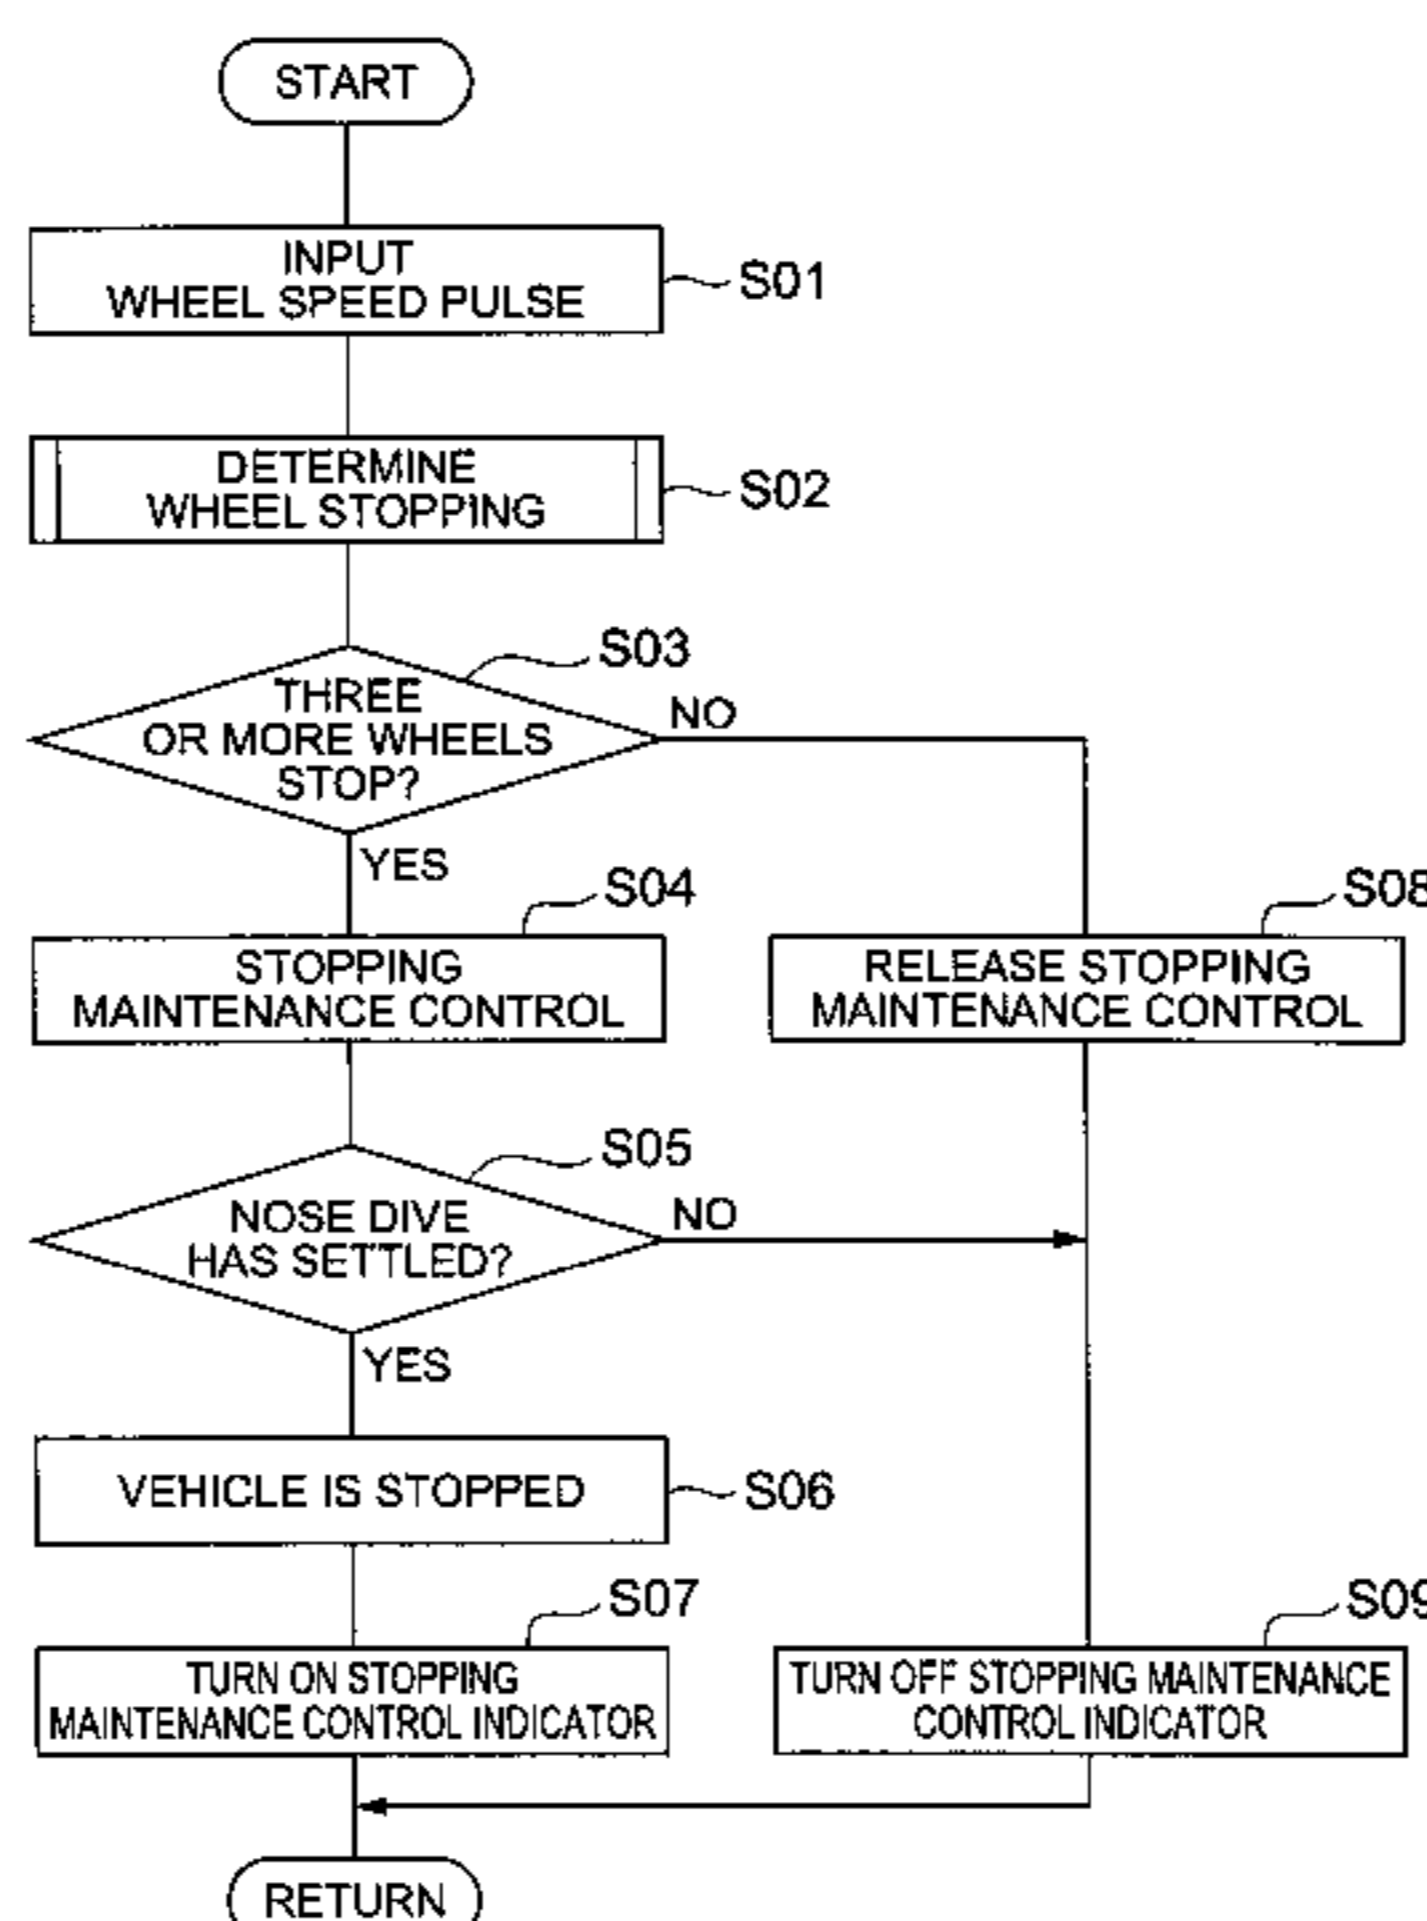 START
INPUT
WHEEL SPEED PULSE
S01
DETERMINE
WHEEL STOPPING
S02
S03
THREE
OR MORE WHEELS
STOP?
NO
YES
S04
STOPPING
MAINTENANCE CONTROL
S08
RELEASE STOPPING
MAINTENANCE CONTROL
S05
NOSE DIVE
HAS SETTLED?
NO
YES
VEHICLE IS STOPPED
S06
S07
TURN ON STOPPING
MAINTENANCE CONTROL INDICATOR
S09
TURN OFF STOPPING MAINTENANCE
CONTROL INDICATOR
RETURN